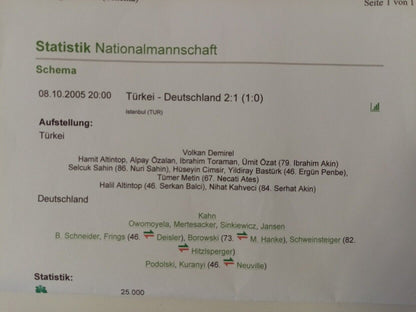 Seite 1 von 1
Statistik Nationalmannschaft
Schema
08.10.2005 20:00 Türkei - Deutschland 2:1 (1:0)
Istanbul (TUR)
Aufstellung:
Türkei
Volkan Demirel
Hamit Altintop, Alpay Özalan, Ibrahim Toraman, Ümit Özat (79. Ibrahim Akin)
Selcuk Sahin (86. Nuri Sahin), Hüseyin Cimsir, Yildiray Bastürk (46. Ergün Penbe),
Tümer Metin (67. Necati Ates)
Halil Altintop (46. Serkan Balci), Nihat Kahveci (84. Serhat Akin)
Deutschland
Kahn
Owomoyela, Mertesacker, Sinkiewicz, Jansen
B. Schneider, Frings (46. Deisler), Borowski (73. M. Hanke), Schweinsteiger (82.
Hitzlsperger)
Podolski, Kuranyi (46. Neuville)
Statistik:
25.000